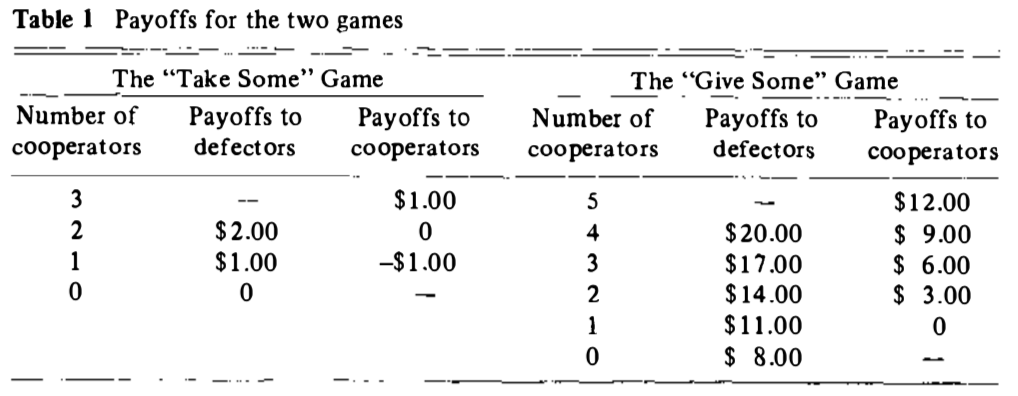 Table 1 Payoffs for the two games
The “Take Some” Game The “Give Some” Game
Number of Payoffs to Payoffs to Number of Payoffs to Payoffs to
cooperators defectors cooperators cooperators defectors cooperators
3 -- $1.00 5 – $12.00
2 $2.00 0 4 $20.00 $ 9.00
1 $1.00 –$1.00 3 $17.00 $ 6.00
0 0 – 2 $14.00 $ 3.00
1 $11.00 0
0 $ 8.00 –